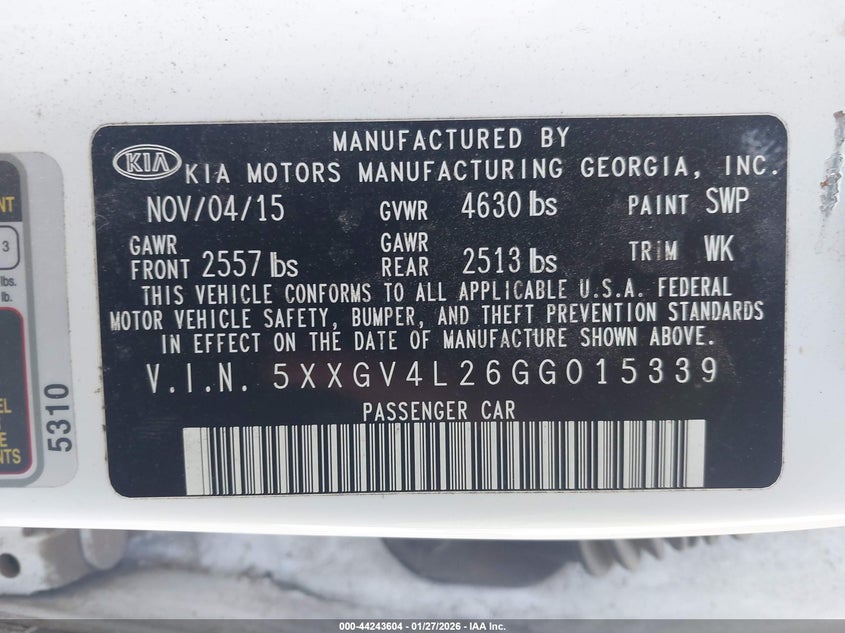 MANUFACTURED BY
KIA KIA MOTORS MANUFACTURING GEORGIA, INC.
NOV/04/15 GVWR 4630 lbs PAINT SWP
GAWR FRONT 2557 lbs GAWR REAR 2513 lbs TRIM WK
THIS VEHICLE CONFORMS TO ALL APPLICABLE U.S.A. FEDERAL
MOTOR VEHICLE SAFETY, BUMPER, AND THEFT PREVENTION STANDARDS
IN EFFECT ON THE DATE OF MANUFACTURE SHOWN ABOVE.
V.I.N. 5XXGV4L26GG015339
PASSENGER CAR
5310
3
lbs.
lb.
000-44243604 | 01/27/2026 | IAA Inc.